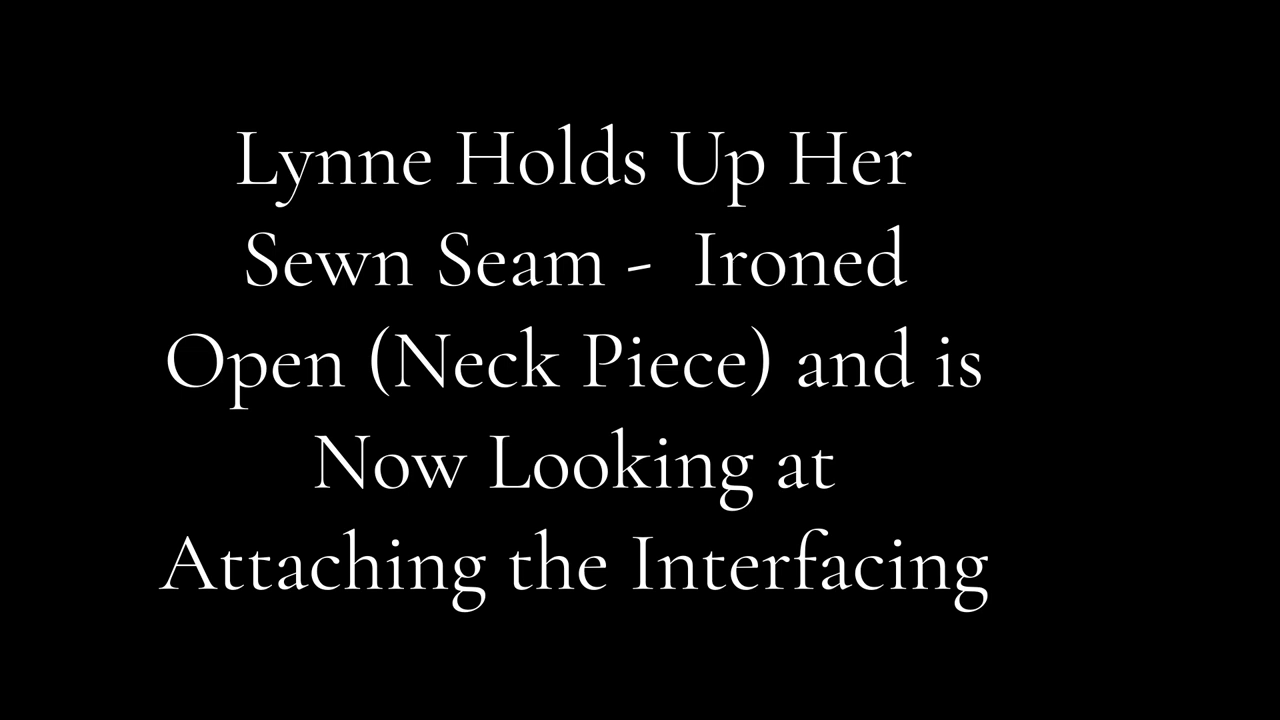 Lynne Holds Up Her
Sewn Seam -  Ironed
Open (Neck Piece) and is
Now Looking at
Attaching the Interfacing